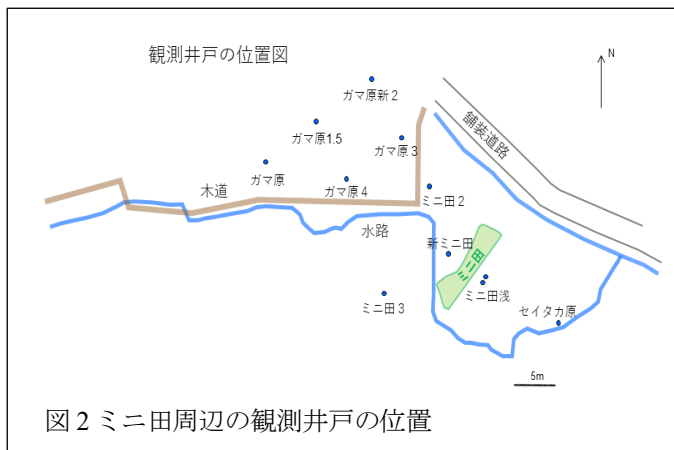 観測井戸の位置図
N
ガマ原新2
ガマ原1.5
舗装道路
ガマ原3
ガマ原
ガマ原4
木道
ミニ田2
水路
新ミニ田
ミニ田
ミニ田浅
ミニ田3
セイタカ原
5m
図2 ミニ田周辺の観測井戸の位置